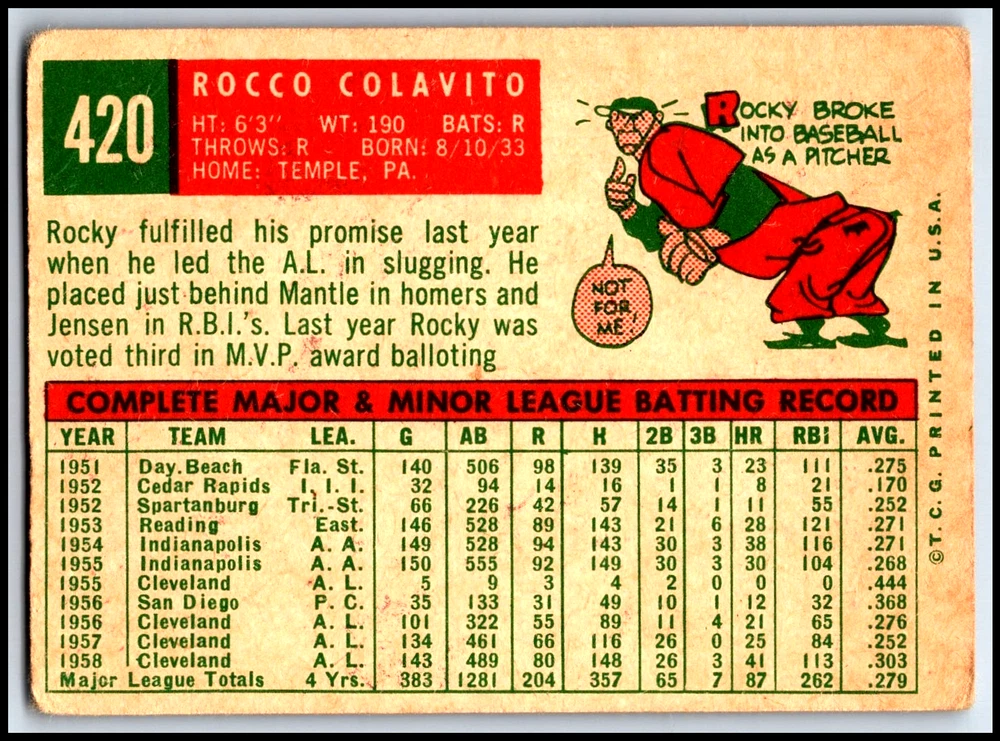 420
ROCCO COLAVITO
HT: 6'3" WT: 190 BATS: R
THROWS: R BORN: 8/10/33
HOME: TEMPLE, PA.
ROCKY BROKE
INTO BASEBALL
AS A PITCHER
NOT
FOR
ME.
Rocky fulfilled his promise last year
when he led the A.L. in slugging. He
placed just behind Mantle in homers and
Jensen in R.B.I.'s. Last year Rocky was
voted third in M.V.P. award balloting
COMPLETE MAJOR & MINOR LEAGUE BATTING RECORD
YEAR TEAM LEA. G AB R H 2B 3B HR RBI AVG.
1951 Day. Beach Fla. St. 140 506 98 139 35 3 23 111 .275
1952 Cedar Rapids I. I. I. 32 94 14 16 1 1 8 21 .170
1952 Spartanburg Tri.-St. 66 226 42 57 14 1 11 55 .252
1953 Reading East. 146 528 89 143 21 6 28 121 .271
1954 Indianapolis A. A. 149 528 94 143 30 3 38 116 .271
1955 Indianapolis A. A. 150 555 92 149 30 3 30 104 .268
1955 Cleveland A. L. 5 9 3 4 2 0 0 0 .444
1956 San Diego P. C. 35 133 31 49 10 1 12 32 .368
1956 Cleveland A. L. 101 322 55 89 11 4 21 65 .276
1957 Cleveland A. L. 134 461 66 116 26 0 25 84 .252
1958 Cleveland A. L. 143 489 80 148 26 3 41 113 .303
Major League Totals 4 Yrs. 383 1281 204 357 65 7 87 262 .279
©T.C.G. PRINTED IN U.S.A.